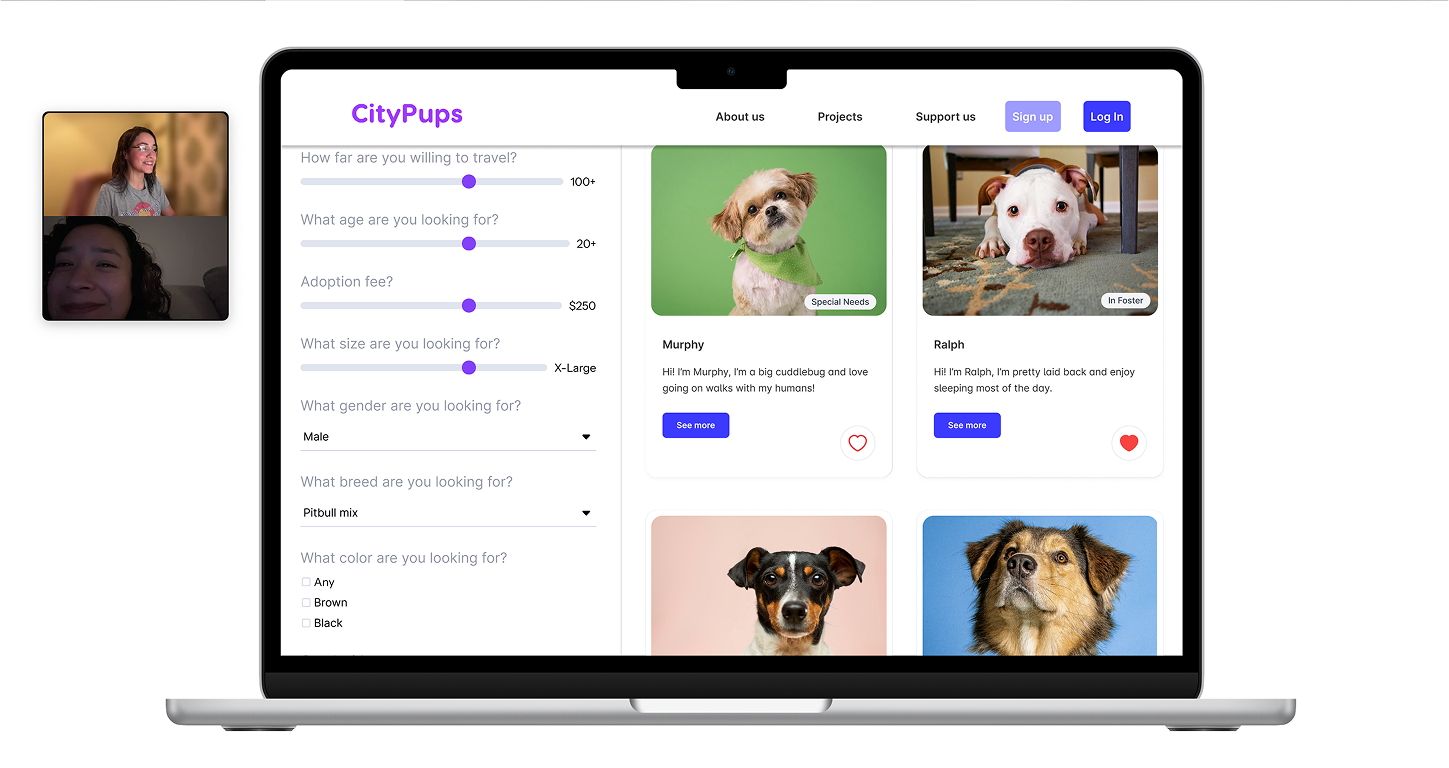 CityPups
About us
Projects
Support us
Sign up
Log In
How far are you willing to travel?
100+
What age are you looking for?
20+
Adoption fee?
$250
What size are you looking for?
X-Large
What gender are you looking for?
Male
What breed are you looking for?
Pitbull mix
What color are you looking for?
Any
Brown
Black
Special Needs
Murphy
Hi! I'm Murphy, I'm a big cuddlebug and love
going on walks with my humans!
See more
In Foster
Ralph
Hi! I'm Ralph, I'm pretty laid back and enjoy
sleeping most of the day.
See more